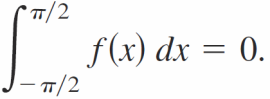 ∫_{-π/2}^{π/2} f(x) dx = 0.